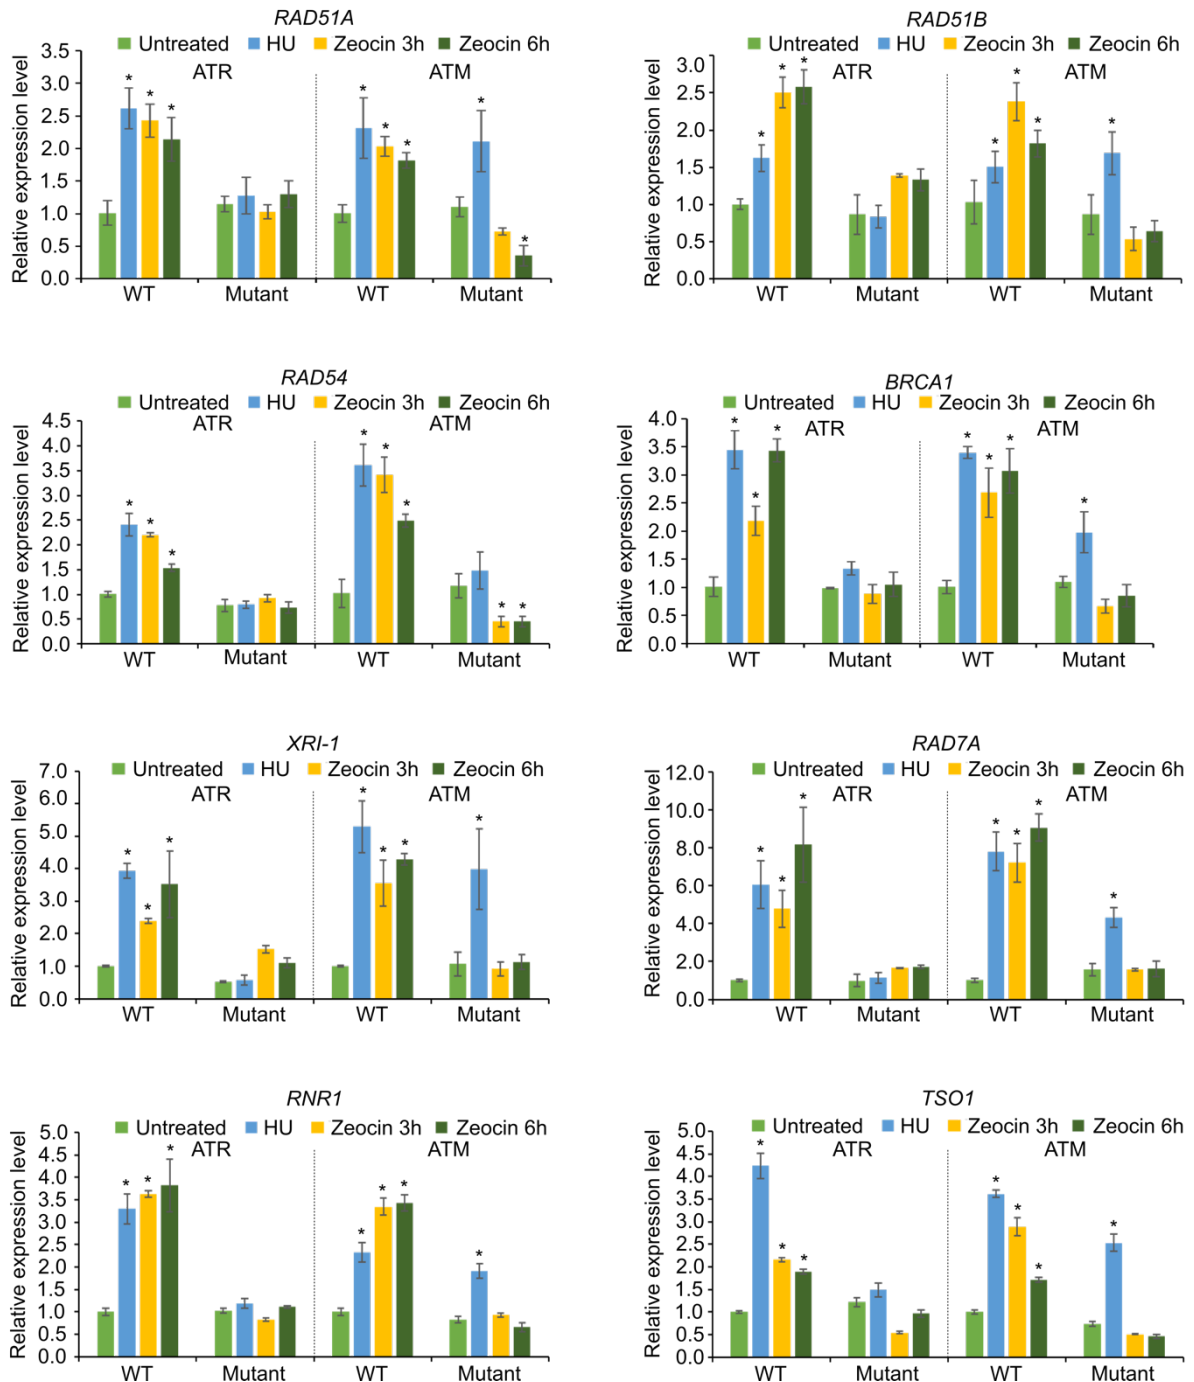 RAD51A
Untreated HU Zeocin 3h Zeocin 6h
ATR ATM
Relative expression level
3.5
3.0
2.5
2.0
1.5
1.0
0.5
0.0
* * * * * * * *
WT Mutant WT Mutant
RAD51B
Untreated HU Zeocin 3h Zeocin 6h
ATR ATM
Relative expression level
3.0
2.5
2.0
1.5
1.0
0.5
0
* * * * * * *
WT Mutant WT Mutant
RAD54
Untreated HU Zeocin 3h Zeocin 6h
ATR ATM
Relative expression level
4.5
4.0
3.5
3.0
2.5
2.0
1.5
1.0
0.5
0.0
* * * * * * * *
WT Mutant WT Mutant
BRCA1
Untreated HU Zeocin 3h Zeocin 6h
ATR ATM
Relative expression level
4.0
3.5
3.0
2.5
2.0
1.5
1.0
0.5
0.0
* * * * * * *
WT Mutant WT Mutant
XRI-1
Untreated HU Zeocin 3h Zeocin 6h
ATR ATM
Relative expression level
7.0
6.0
5.0
4.0
3.0
2.0
1.0
0.0
* * * * * * *
WT Mutant WT Mutant
RAD7A
Untreated HU Zeocin 3h Zeocin 6h
ATR ATM
Relative expression level
12.0
10.0
8.0
6.0
4.0
2.0
0.0
* * * * * * *
WT Mutant WT Mutant
RNR1
Untreated HU Zeocin 3h Zeocin 6h
ATR ATM
Relative expression level
5.0
4.5
4.0
3.5
3.0
2.5
2.0
1.5
1.0
0.5
0.0
* * * * * * *
WT Mutant WT Mutant
TSO1
Untreated HU Zeocin 3h Zeocin 6h
ATR ATM
Relative expression level
5.0
4.5
4.0
3.5
3.0
2.5
2.0
1.5
1.0
0.5
0.0
* * * * * * *
WT Mutant WT Mutant